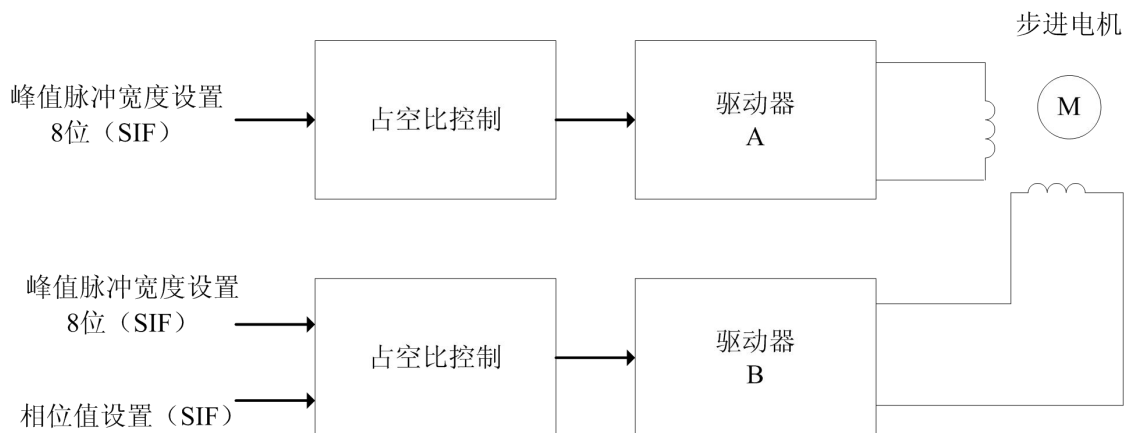 步进电机
峰值脉冲宽度设置
8位（SIF）
占空比控制
驱动器
A
M
峰值脉冲宽度设置
8位（SIF）
相位值设置（SIF）
占空比控制
驱动器
B